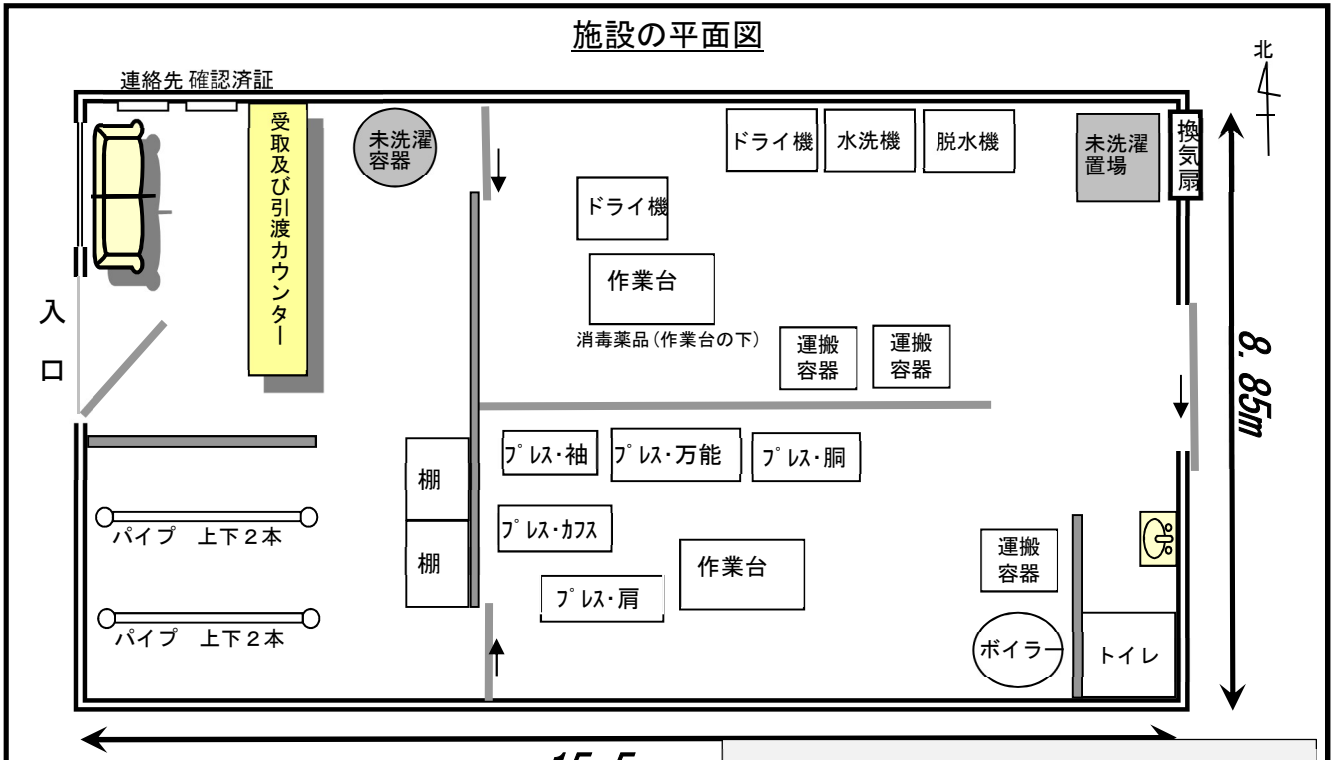 施設の平面図
北
連絡先 確認済証
受取及び引渡カウンター
未洗濯
容器
ドライ機
水洗機
脱水機
未洗濯
置場
換気扇
ドライ機
作業台
消毒薬品(作業台の下)
運搬
容器
運搬
容器
入
口
8.85m
プレス・袖
プレス・万能
プレス・胴
棚
棚
プレス・カフス
作業台
プレス・肩
運搬
容器
パイプ 上下2本
パイプ 上下2本
ボイラー
トイレ